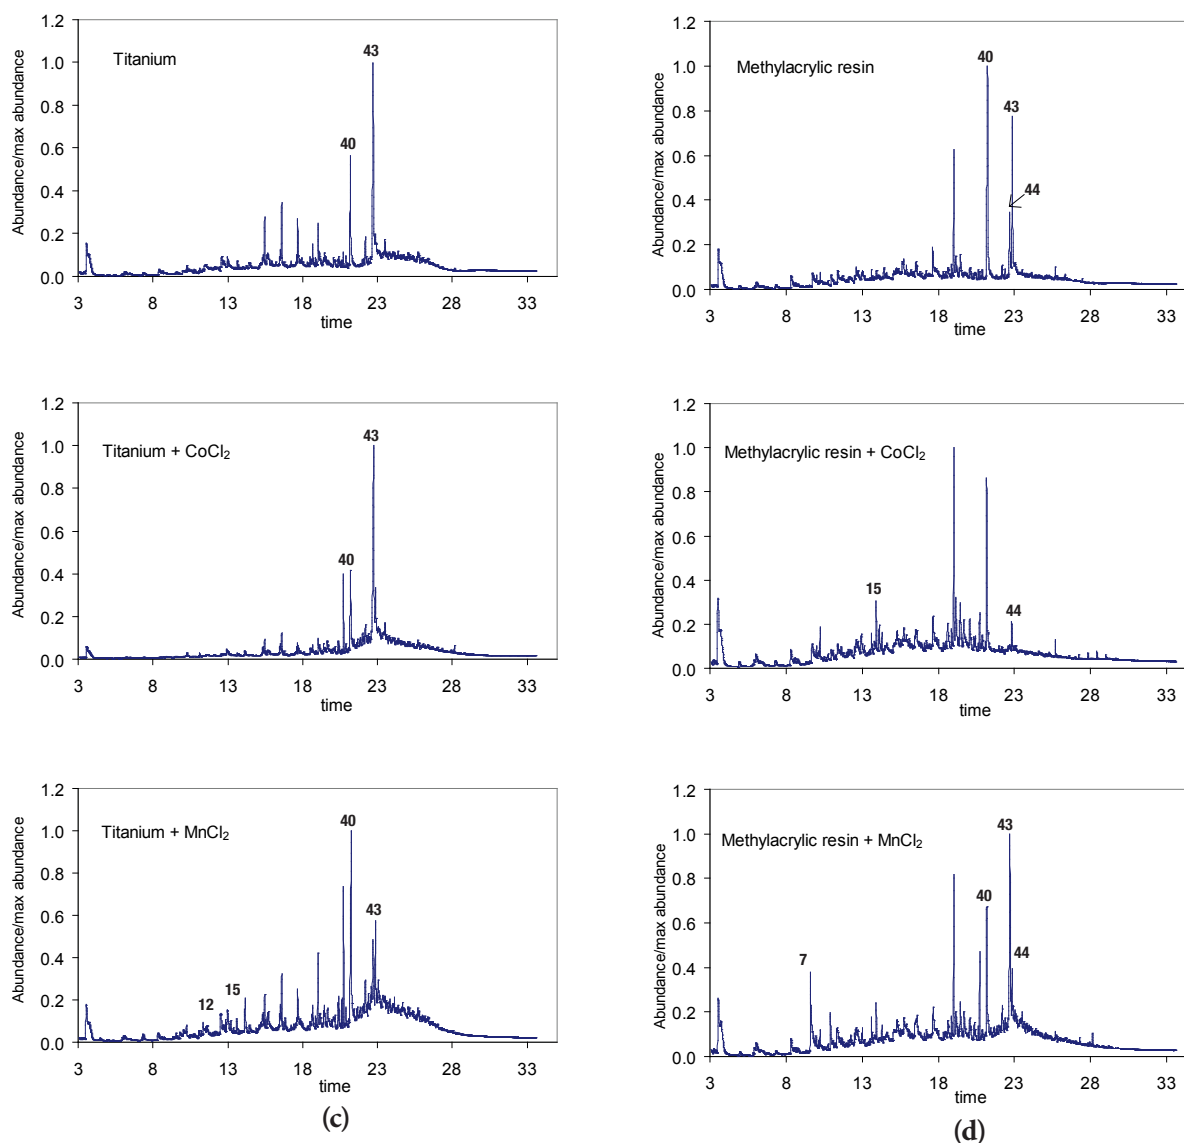 Abundance/max abundance
1.2
1.0
0.8
0.6
0.4
0.2
0.0
Titanium
43
40
3 8 13 18 23 28 33
time
Abundance/max abundance
1.2
1.0
0.8
0.6
0.4
0.2
0.0
Methylacrylic resin
40
43
44
3 8 13 18 23 28 33
time
Abundance/max abundance
1.2
1.0
0.8
0.6
0.4
0.2
0.0
Titanium + CoCl₂
43
40
3 8 13 18 23 28 33
time
Abundance/max abundance
1.2
1.0
0.8
0.6
0.4
0.2
0.0
Methylacrylic resin + CoCl₂
15
44
3 8 13 18 23 28 33
time
Abundance/max abundance
1.2
1.0
0.8
0.6
0.4
0.2
0.0
Titanium + MnCl₂
40
43
12
15
3 8 13 18 23 28 33
time
(c)
Abundance/max abundance
1.2
1.0
0.8
0.6
0.4
0.2
0.0
Methylacrylic resin + MnCl₂
43
40
7
44
3 8 13 18 23 28 33
time
(d)